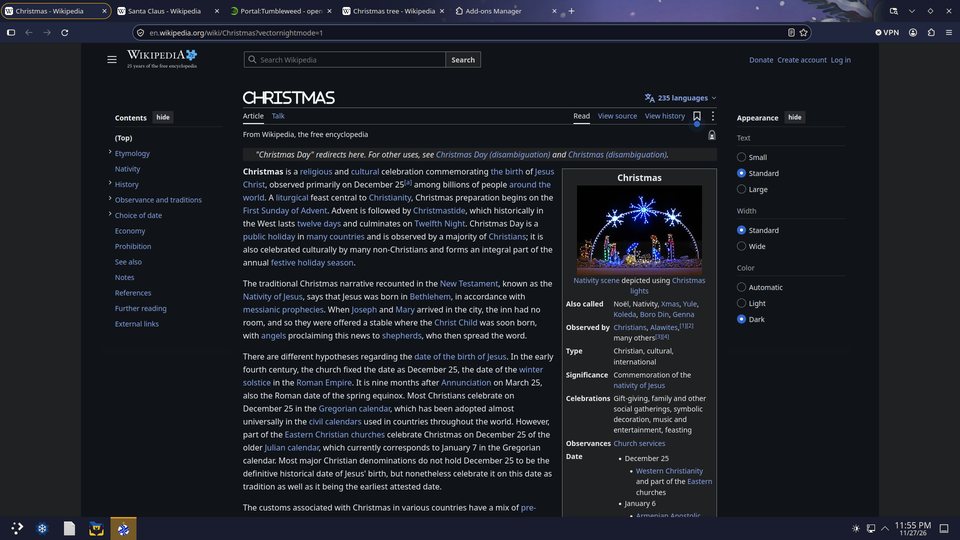 Christmas - Wikipedia
Santa Claus - Wikipedia
Portal:Tumbleweed - open
Christmas tree - Wikipedia
Add-ons Manager
en.wikipedia.org/wiki/Christmas?vectornightmode=1
VPN
WIKIPEDIA
25 years of the free encyclopedia
Search Wikipedia
Search
Donate Create account Log in
CHRISTMAS
235 languages
Article Talk
Read View source View history
From Wikipedia, the free encyclopedia
Contents hide
(Top)
Etymology
Nativity
History
Observance and traditions
Choice of date
Economy
Prohibition
See also
Notes
References
Further reading
External links
"Christmas Day" redirects here. For other uses, see Christmas Day (disambiguation) and Christmas (disambiguation).
Christmas is a religious and cultural celebration commemorating the birth of Jesus
Christ, observed primarily on December 25[a] among billions of people around the
world. A liturgical feast central to Christianity, Christmas preparation begins on the
First Sunday of Advent. Advent is followed by Christmastide, which historically in
the West lasts twelve days and culminates on Twelfth Night. Christmas Day is a
public holiday in many countries and is observed by a majority of Christians; it is
also celebrated culturally by many non-Christians and forms an integral part of the
annual festive holiday season.
The traditional Christmas narrative recounted in the New Testament, known as the
Nativity of Jesus, says that Jesus was born in Bethlehem, in accordance with
messianic prophecies. When Joseph and Mary arrived in the city, the inn had no
room, and so they were offered a stable where the Christ Child was soon born,
with angels proclaiming this news to shepherds, who then spread the word.
There are different hypotheses regarding the date of the birth of Jesus. In the early
fourth century, the church fixed the date as December 25, the date of the winter
solstice in the Roman Empire. It is nine months after Annunciation on March 25,
also the Roman date of the spring equinox. Most Christians celebrate on
December 25 in the Gregorian calendar, which has been adopted almost
universally in the civil calendars used in countries throughout the world. However,
part of the Eastern Christian churches celebrate Christmas on December 25 of the
older Julian calendar, which currently corresponds to January 7 in the Gregorian
calendar. Most major Christian denominations do not hold December 25 to be the
definitive historical date of Jesus' birth, but nonetheless celebrate it on this date as
tradition as well as it being the earliest attested date.
The customs associated with Christmas in various countries have a mix of pre-
Christmas
Nativity scene depicted using Christmas
lights
Also called Noël, Nativity, Xmas, Yule,
Koleda, Boro Din, Genna
Observed by Christians, Alawites,[1][2]
many others[3][4]
Type Christian, cultural,
international
Significance Commemoration of the
nativity of Jesus
Celebrations Gift-giving, family and other
social gatherings, symbolic
decoration, music and
entertainment, feasting
Observances Church services
Date • December 25
• Western Christianity
and part of the Eastern
churches
• January 6
• Armenian Apostolic
Appearance hide
Text
Small
Standard
Large
Width
Standard
Wide
Color
Automatic
Light
Dark
11:55 PM
11/27/26